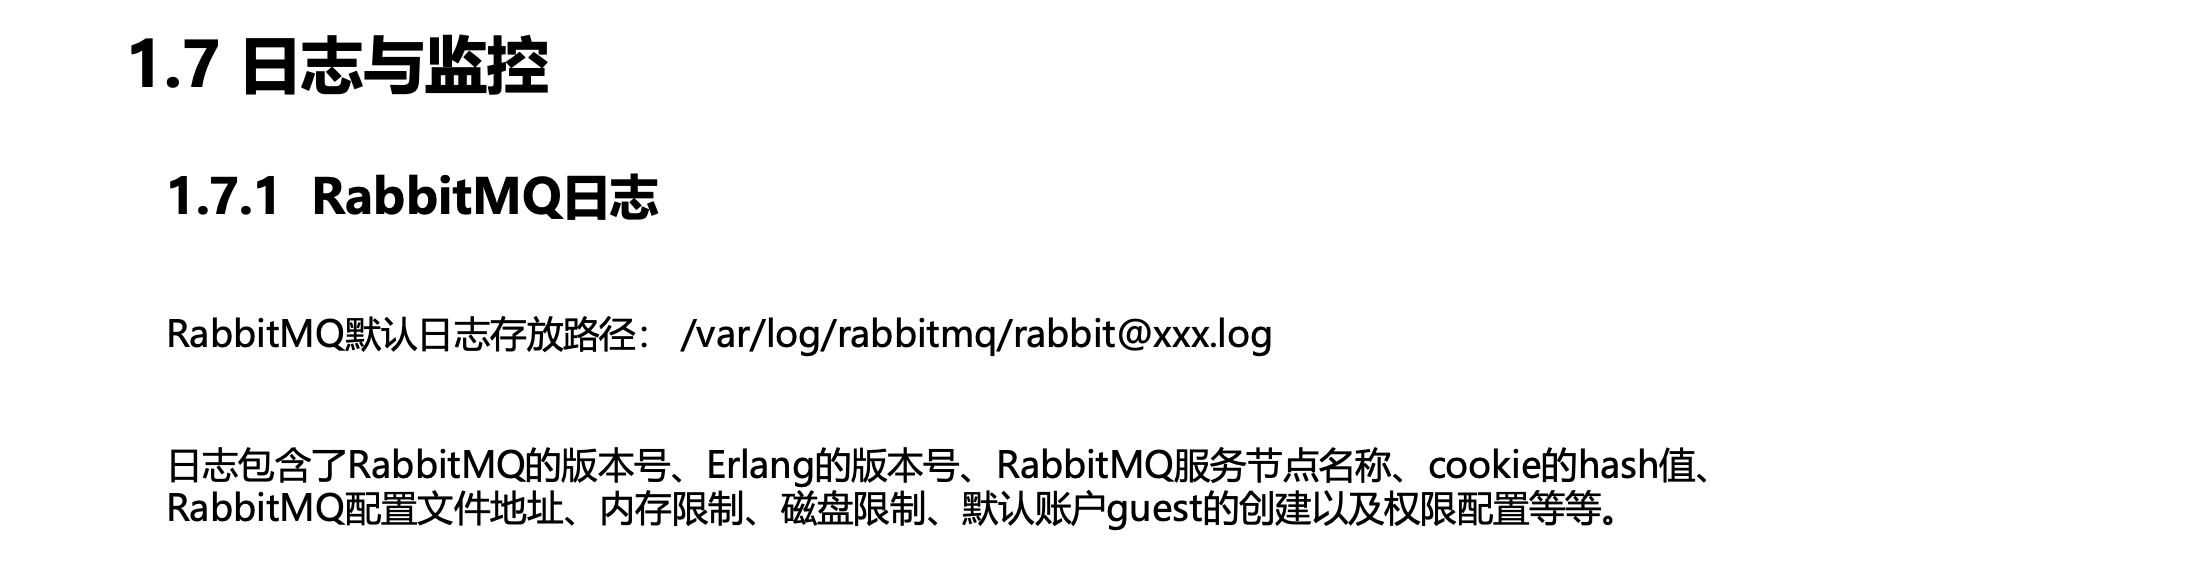 1.7 日志与监控
1.7.1 RabbitMQ日志
RabbitMQ默认日志存放路径： /var/log/rabbitmq/rabbit@xxx.log
日志包含了RabbitMQ的版本号、Erlang的版本号、RabbitMQ服务节点名称、cookie的hash值、
RabbitMQ配置文件地址、内存限制、磁盘限制、默认账户guest的创建以及权限配置等等。